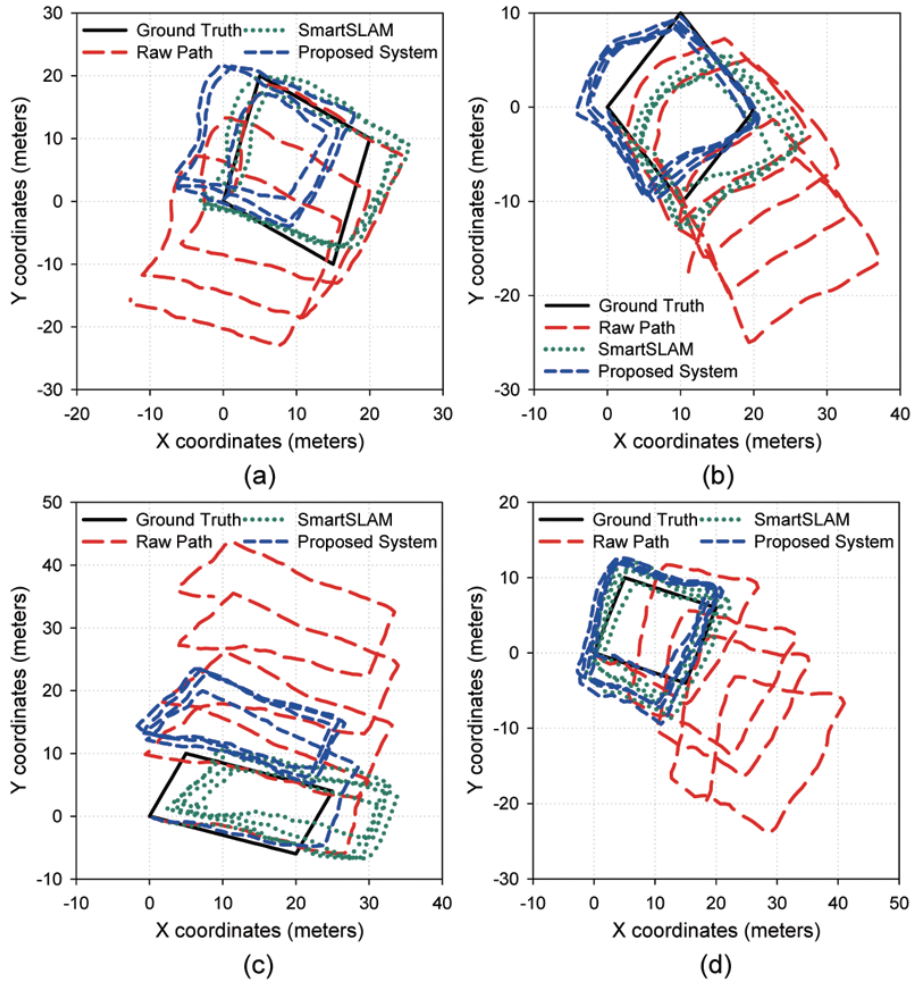 30
20
10
0
-10
-20
-30
Y coordinates (meters)
Ground Truth
Raw Path
SmartSLAM
Proposed System
-20 -10 0 10 20 30
X coordinates (meters)
(a)
10
0
-10
-20
-30
Y coordinates (meters)
Ground Truth
Raw Path
SmartSLAM
Proposed System
-10 0 10 20 30 40
X coordinates (meters)
(b)
50
40
30
20
10
0
-10
Y coordinates (meters)
Ground Truth
Raw Path
SmartSLAM
Proposed System
-10 0 10 20 30 40
X coordinates (meters)
(c)
20
10
0
-10
-20
-30
Y coordinates (meters)
Ground Truth
Raw Path
SmartSLAM
Proposed System
-10 0 10 20 30 40 50
X coordinates (meters)
(d)